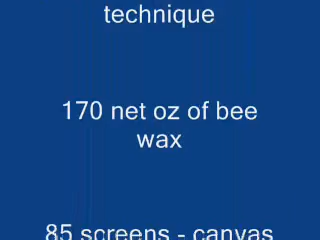 technique
170 net oz of bee
wax
85 screens - canvas